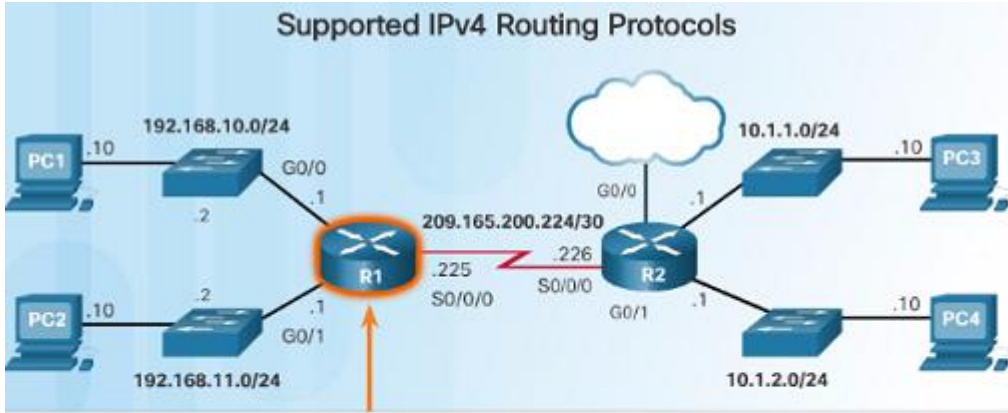 Supported IPv4 Routing Protocols
192.168.10.0/24
10.1.1.0/24
PC1
.10
G0/0
.10
PC3
.2
.1
G0/0
.1
209.165.200.224/30
R1
.225
.226
R2
S0/0/0
S0/0/0
PC2
.10
.2
.1
G0/1
G0/1
.1
.10
PC4
192.168.11.0/24
10.1.2.0/24